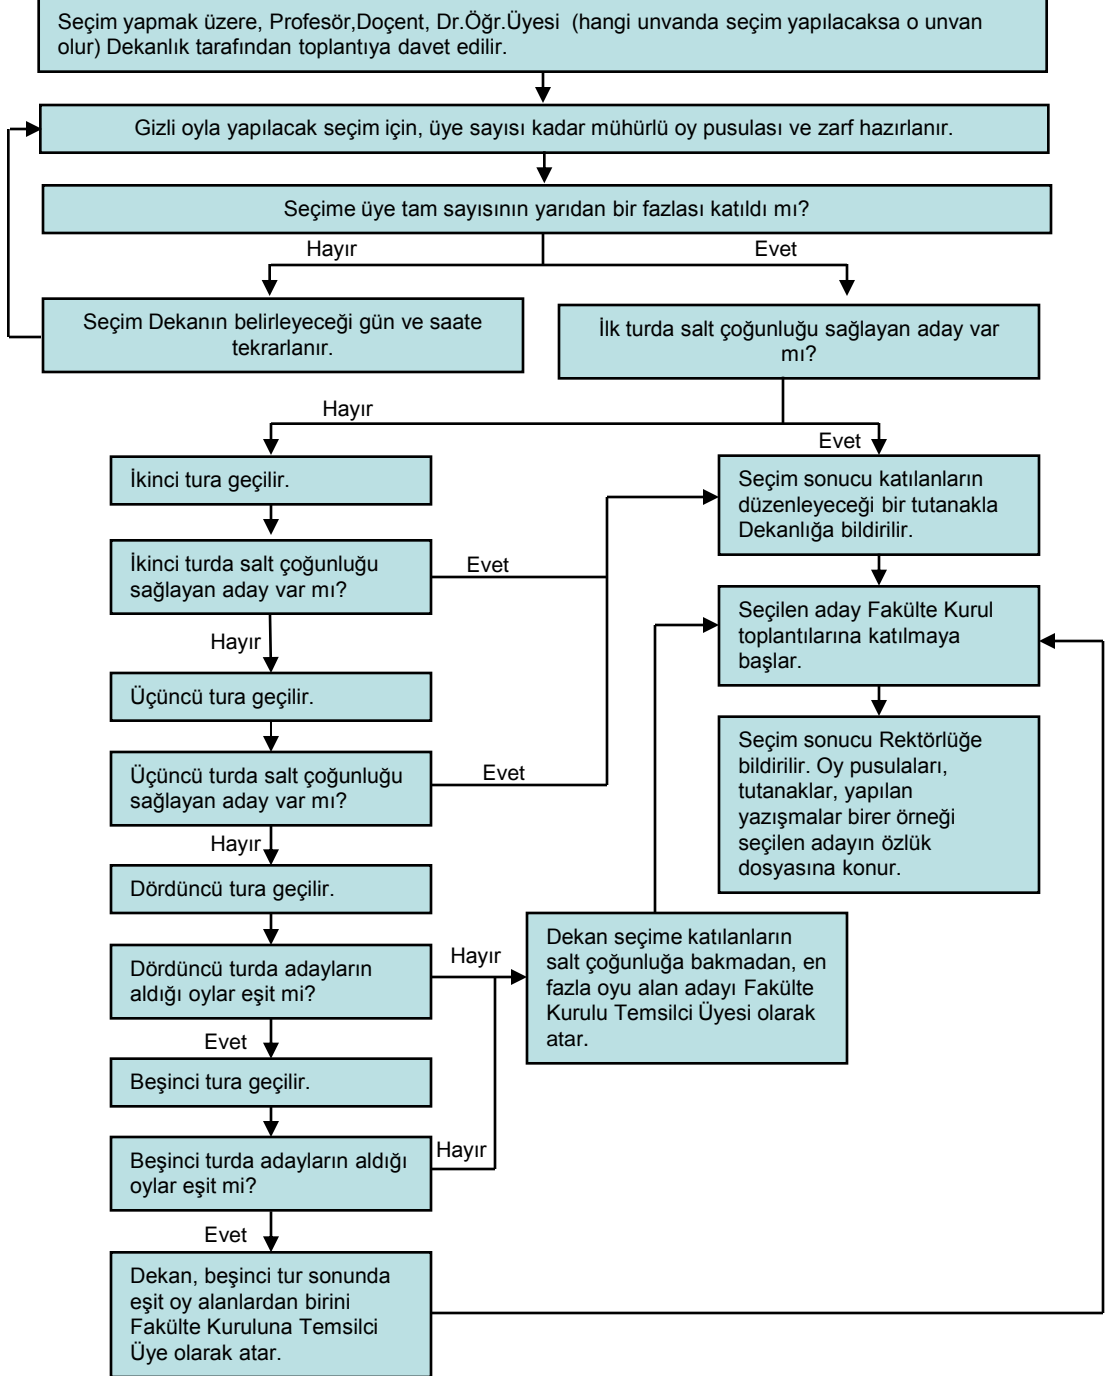 Seçim yapmak üzere, Profesör,Doçent, Dr.Öğr.Üyesi (hangi unvanda seçim yapılacaksa o unvan
olur) Dekanlık tarafından toplantıya davet edilir.
Gizli oyla yapılacak seçim için, üye sayısı kadar mühürlü oy pusulası ve zarf hazırlanır.
Seçime üye tam sayısının yarıdan bir fazlası katıldı mı?
Hayır
Evet
Seçim Dekanın belirleyeceği gün ve saate
tekrarlanır.
İlk turda salt çoğunluğu sağlayan aday var
mı?
Hayır
Evet
İkinci tura geçilir.
Seçim sonucu katılanların
düzenleyeceği bir tutanakla
Dekanlığa bildirilir.
İkinci turda salt çoğunluğu
sağlayan aday var mı?
Evet
Seçilen aday Fakülte Kurul
toplantılarına katılmaya
başlar.
Hayır
Üçüncü tura geçilir.
Seçim sonucu Rektörlüğe
bildirilir. Oy pusulaları,
tutanaklar, yapılan
yazışmalar birer örneği
seçilen adayın özlük
dosyasına konur.
Üçüncü turda salt çoğunluğu
sağlayan aday var mı?
Evet
Hayır
Dördüncü tura geçilir.
Dördüncü turda adayların
aldığı oylar eşit mi?
Hayır
Dekan seçime katılanların
salt çoğunluğa bakmadan, en
fazla oyu alan adayı Fakülte
Kurulu Temsilci Üyesi olarak
atar.
Evet
Beşinci tura geçilir.
Beşinci turda adayların aldığı
oylar eşit mi?
Hayır
Evet
Dekan, beşinci tur sonunda
eşit oy alanlardan birini
Fakülte Kuruluna Temsilci
Üye olarak atar.